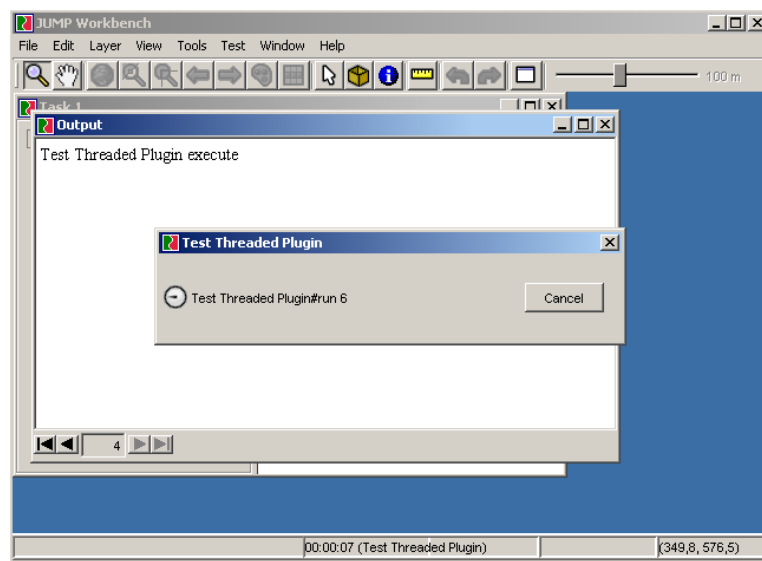 JUMP Workbench
File Edit Layer View Tools Test Window Help
100 m
Task 1
Output
Test Threaded Plugin execute
Test Threaded Plugin
Test Threaded Plugin#run 6
Cancel
4
00:00:07 (Test Threaded Plugin)
(349,8, 576,5)